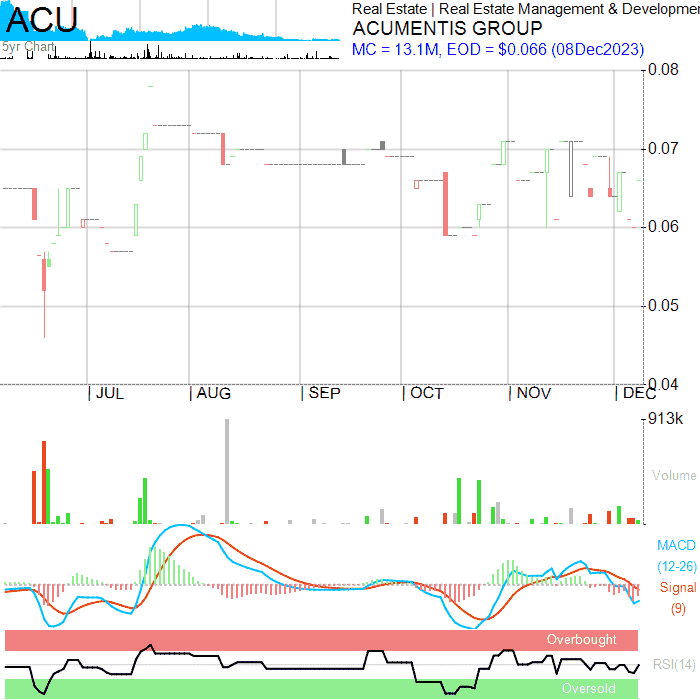 ACU
5yr Chart
Real Estate | Real Estate Management & Developmen
ACUMENTIS GROUP
MC = 13.1M, EOD = $0.066 (08Dec2023)
0.08
0.07
0.06
0.05
0.04
JUL AUG SEP OCT NOV DEC
913k
Volume
MACD
(12-26)
Signal
(9)
Overbought
RSI(14)
Oversold